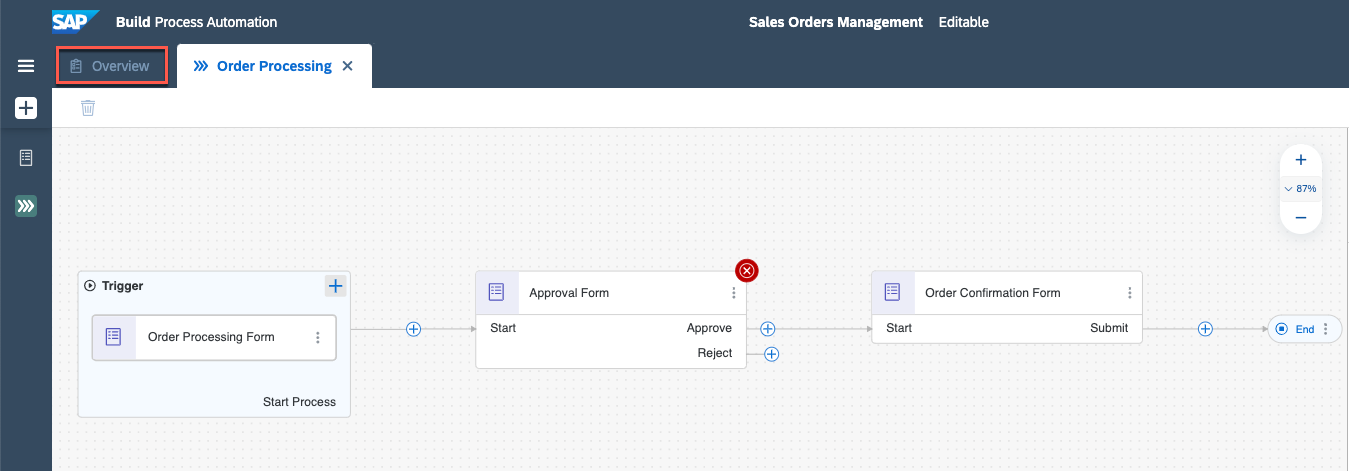 SAP Build Process Automation
Sales Orders Management Editable
Overview
Order Processing
87%
Trigger
Order Processing Form
Start Process
Approval Form
Start Approve
Reject
Order Confirmation Form
Start Submit
End